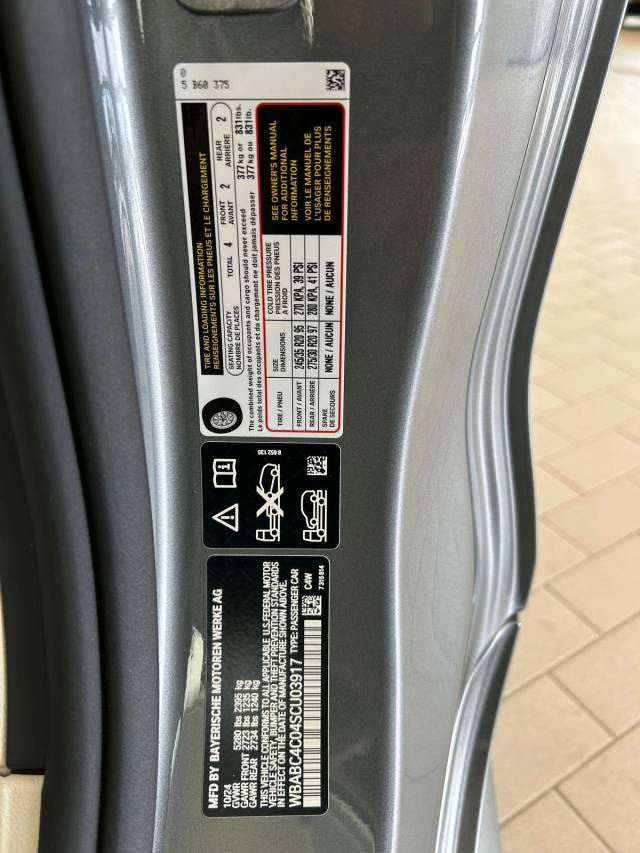 0
5 B60 375
TIRE AND LOADING INFORMATION
RENSEIGNEMENTS SUR LES PNEUS ET LE CHARGEMENT
SEATING CAPACITY
NOMBRE DE PLACES
TOTAL 4
FRONT
AVANT 2
REAR
ARRIÈRE 2
The combined weight of occupants and cargo should never exceed 377 kg or 831 lbs.
Le poids total des occupants et du chargement ne doit jamais dépasser 377 kg ou 831 lb.
TIRE / PNEU
SIZE
DIMENSIONS
COLD TIRE PRESSURE
PRESSION DES PNEUS
A FROID
FRONT / AVANT 245/35 R20 95 270 KPA, 39 PSI
REAR / ARRIÈRE 275/30 R20 97 280 KPA, 41 PSI
SPARE
DE SECOURS
NONE / AUCUN NONE / AUCUN
SEE OWNER'S MANUAL
FOR ADDITIONAL
INFORMATION
VOIR LE MANUEL DE
L'USAGER POUR PLUS
DE RENSEIGNEMENTS
8 652 135
MFD BY BAYERISCHE MOTOREN WERKE AG
10/24
GVWR 5280 lbs 2395 kg
GAWR FRONT 2723 lbs 1235 kg
GAWR REAR 2734 lbs 1240 kg
THIS VEHICLE CONFORMS TO ALL APPLICABLE U.S.FEDERAL MOTOR
VEHICLE SAFETY, BUMPER AND THEFT PREVENTION STANDARDS
IN EFFECT ON DATE OF MANUFACTURE SHOWN ABOVE.
WBABC4C04SCU03917 TYPE: PASSENGER CAR
C4W
7315814